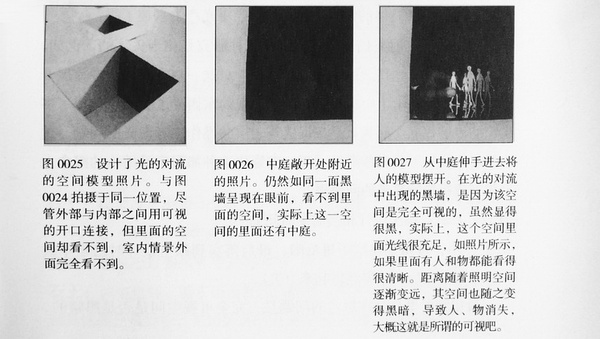 图 0025 设计了光的对流
的空间模型照片。与图
0024 拍摄于同一位置，尽
管外部与内部之间用可视
的开口连接，但里面的空
间却看不到，室内情景外
面完全看不到。
图 0026 中庭敞开处附近
的照片。仍然如同一面黑
墙呈现在眼前，看不到里
面的空间，实际上这一空
间的里面还有中庭。
图 0027 从中庭伸手进去将
人的模型摆开。在光的对流
中出现的黑墙，是因为该空
间是完全可视的，虽然显得
很黑，实际上，这个空间里
面光线很充足，如照片所示，
如果里面有人和物都能看得
很清晰。距离随着照明空间
逐渐变远，其空间也随之变
得黑暗，导致人、物消失，
大概这就是所谓的可视吧。